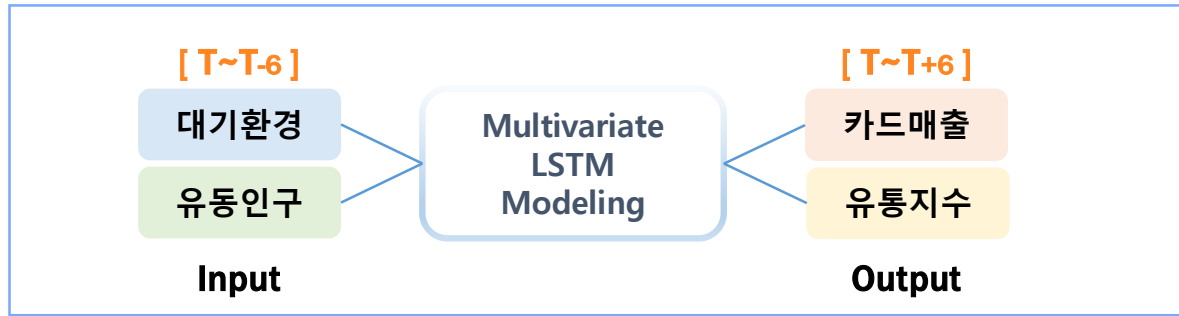 [ T~T-6 ]
[ T~T+6 ]
대기환경
유동인구
Multivariate
LSTM
Modeling
카드매출
유통지수
Input
Output